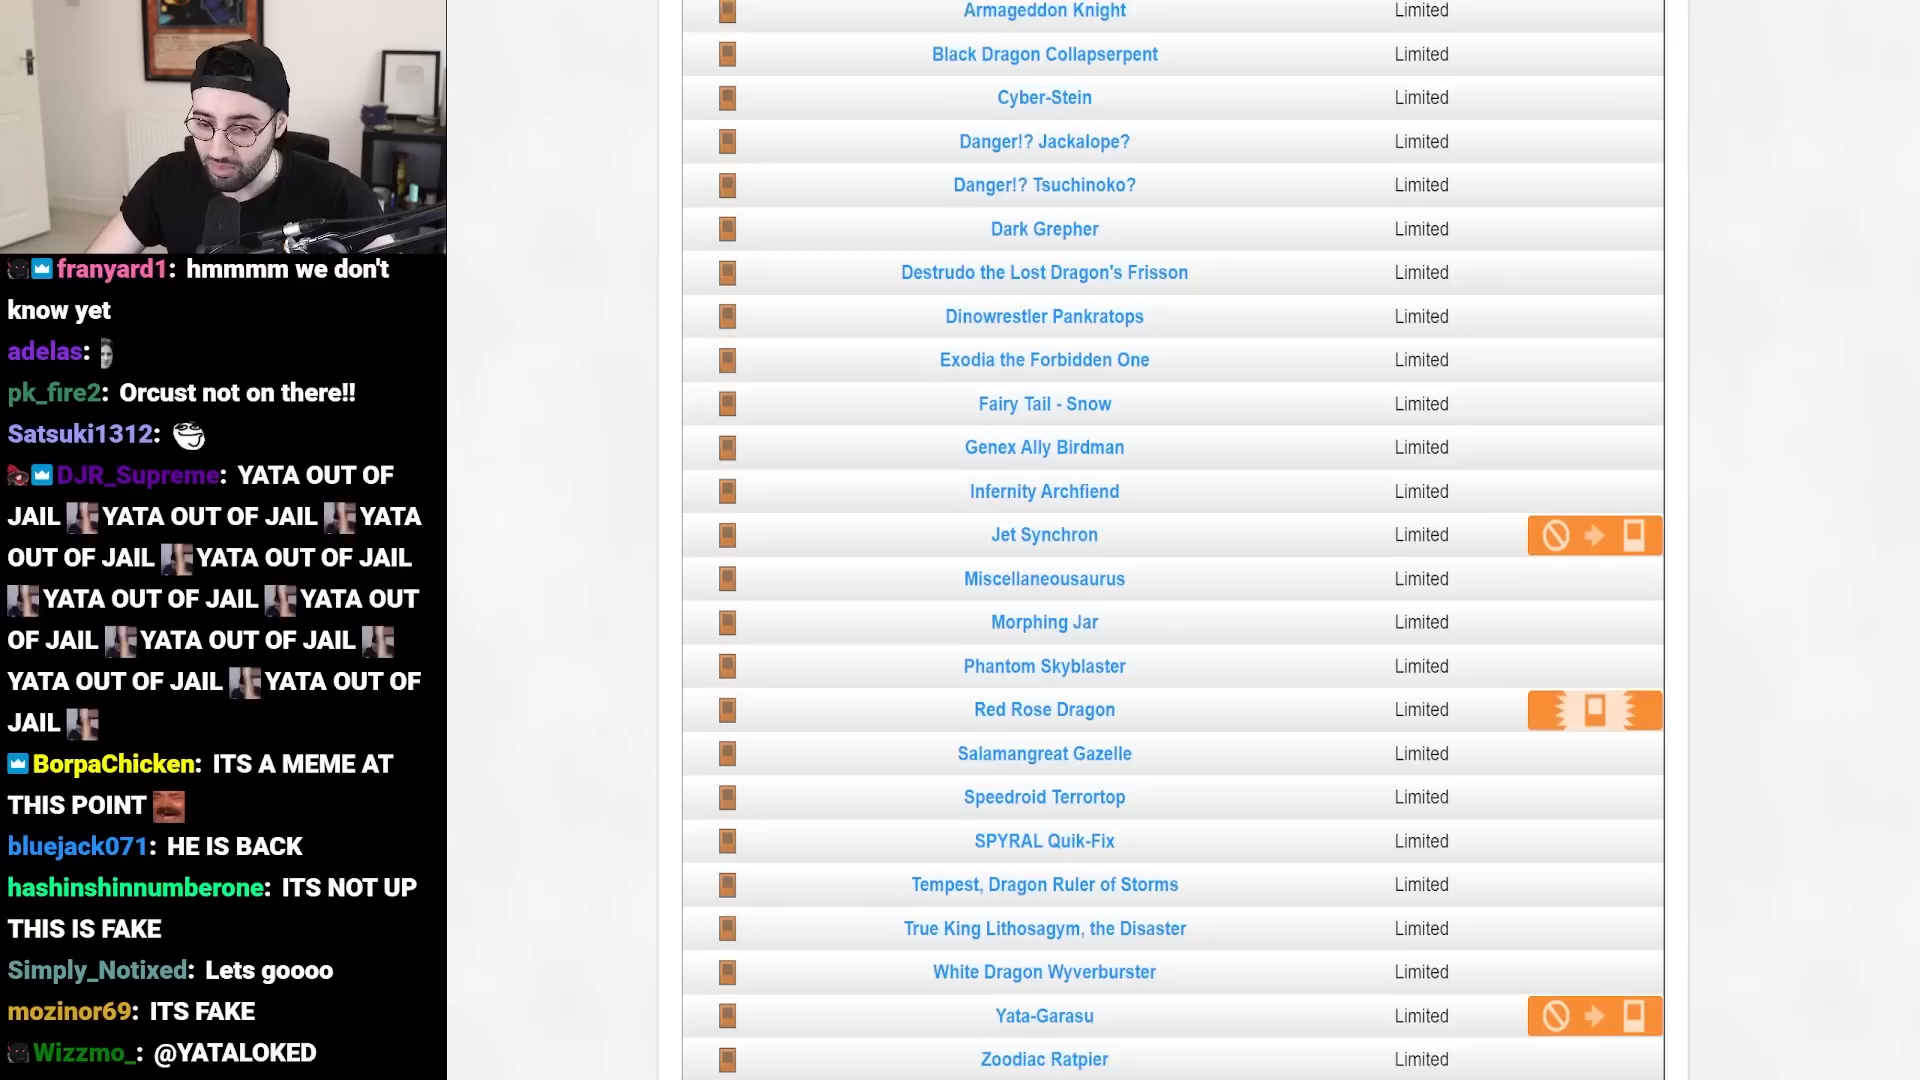 franyard1: hmmmm we don't
know yet
adelas:
pk_fire2: Orcust not on there!!
Satsuki1312:
DJR_Supreme: YATA OUT OF
JAIL YATA OUT OF JAIL YATA
OUT OF JAIL YATA OUT OF JAIL
YATA OUT OF JAIL YATA OUT
OF JAIL YATA OUT OF JAIL
YATA OUT OF JAIL YATA OUT OF
JAIL
BorpaChicken: ITS A MEME AT
THIS POINT
bluejack071: HE IS BACK
hashinshinnumberone: ITS NOT UP
THIS IS FAKE
Simply_Notixed: Lets goooo
mozinor69: ITS FAKE
Wizzmo_: @YATALOKED
Armageddon Knight Limited
Black Dragon Collapserpent Limited
Cyber-Stein Limited
Danger!? Jackalope? Limited
Danger!? Tsuchinoko? Limited
Dark Grepher Limited
Destrudo the Lost Dragon's Frisson Limited
Dinowrestler Pankratops Limited
Exodia the Forbidden One Limited
Fairy Tail - Snow Limited
Genex Ally Birdman Limited
Infernity Archfiend Limited
Jet Synchron Limited
Miscellaneousaurus Limited
Morphing Jar Limited
Phantom Skyblaster Limited
Red Rose Dragon Limited
Salamangreat Gazelle Limited
Speedroid Terrortop Limited
SPYRAL Quik-Fix Limited
Tempest, Dragon Ruler of Storms Limited
True King Lithosagym, the Disaster Limited
White Dragon Wyverburster Limited
Yata-Garasu Limited
Zoodiac Ratpier Limited